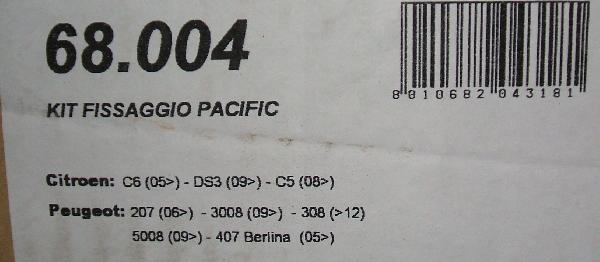 68.004
KIT FISSAGGIO PACIFIC
8 010682 043181
Citroen: C6 (05>) - DS3 (09>) - C5 (08>)
Peugeot: 207 (06>) - 3008 (09>) - 308 (>12)
5008 (09>) - 407 Berlina (05>)